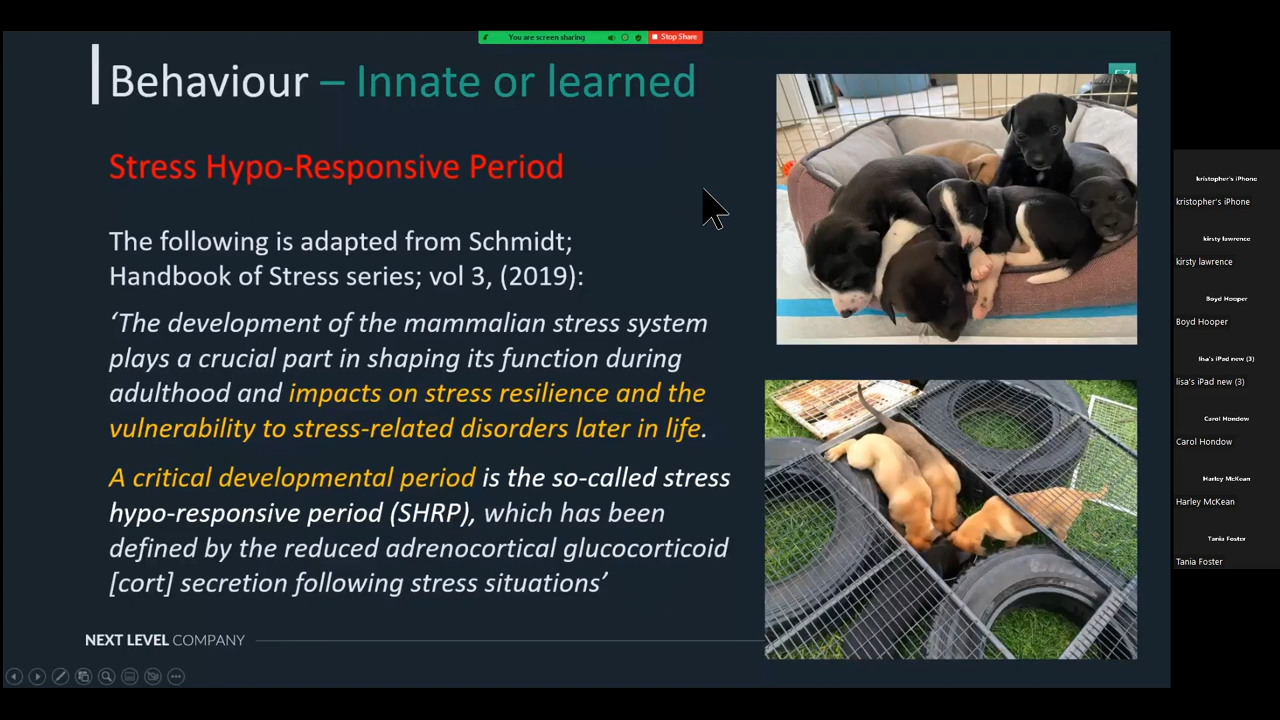 You are screen sharing
Stop Share
Behaviour – Innate or learned
Stress Hypo-Responsive Period
The following is adapted from Schmidt;
Handbook of Stress series; vol 3, (2019):
‘The development of the mammalian stress system
plays a crucial part in shaping its function during
adulthood and impacts on stress resilience and the
vulnerability to stress-related disorders later in life.
A critical developmental period is the so-called stress
hypo-responsive period (SHRP), which has been
defined by the reduced adrenocortical glucocorticoid
[cort] secretion following stress situations’
NEXT LEVEL COMPANY
kristopher's iPhone
kristopher's iPhone
kirsty lawrence
kirsty lawrence
Boyd Hooper
Boyd Hooper
lisa's iPad new (3)
lisa's iPad new (3)
Carol Hondow
Carol Hondow
Harley McKean
Harley McKean
Tania Foster
Tania Foster